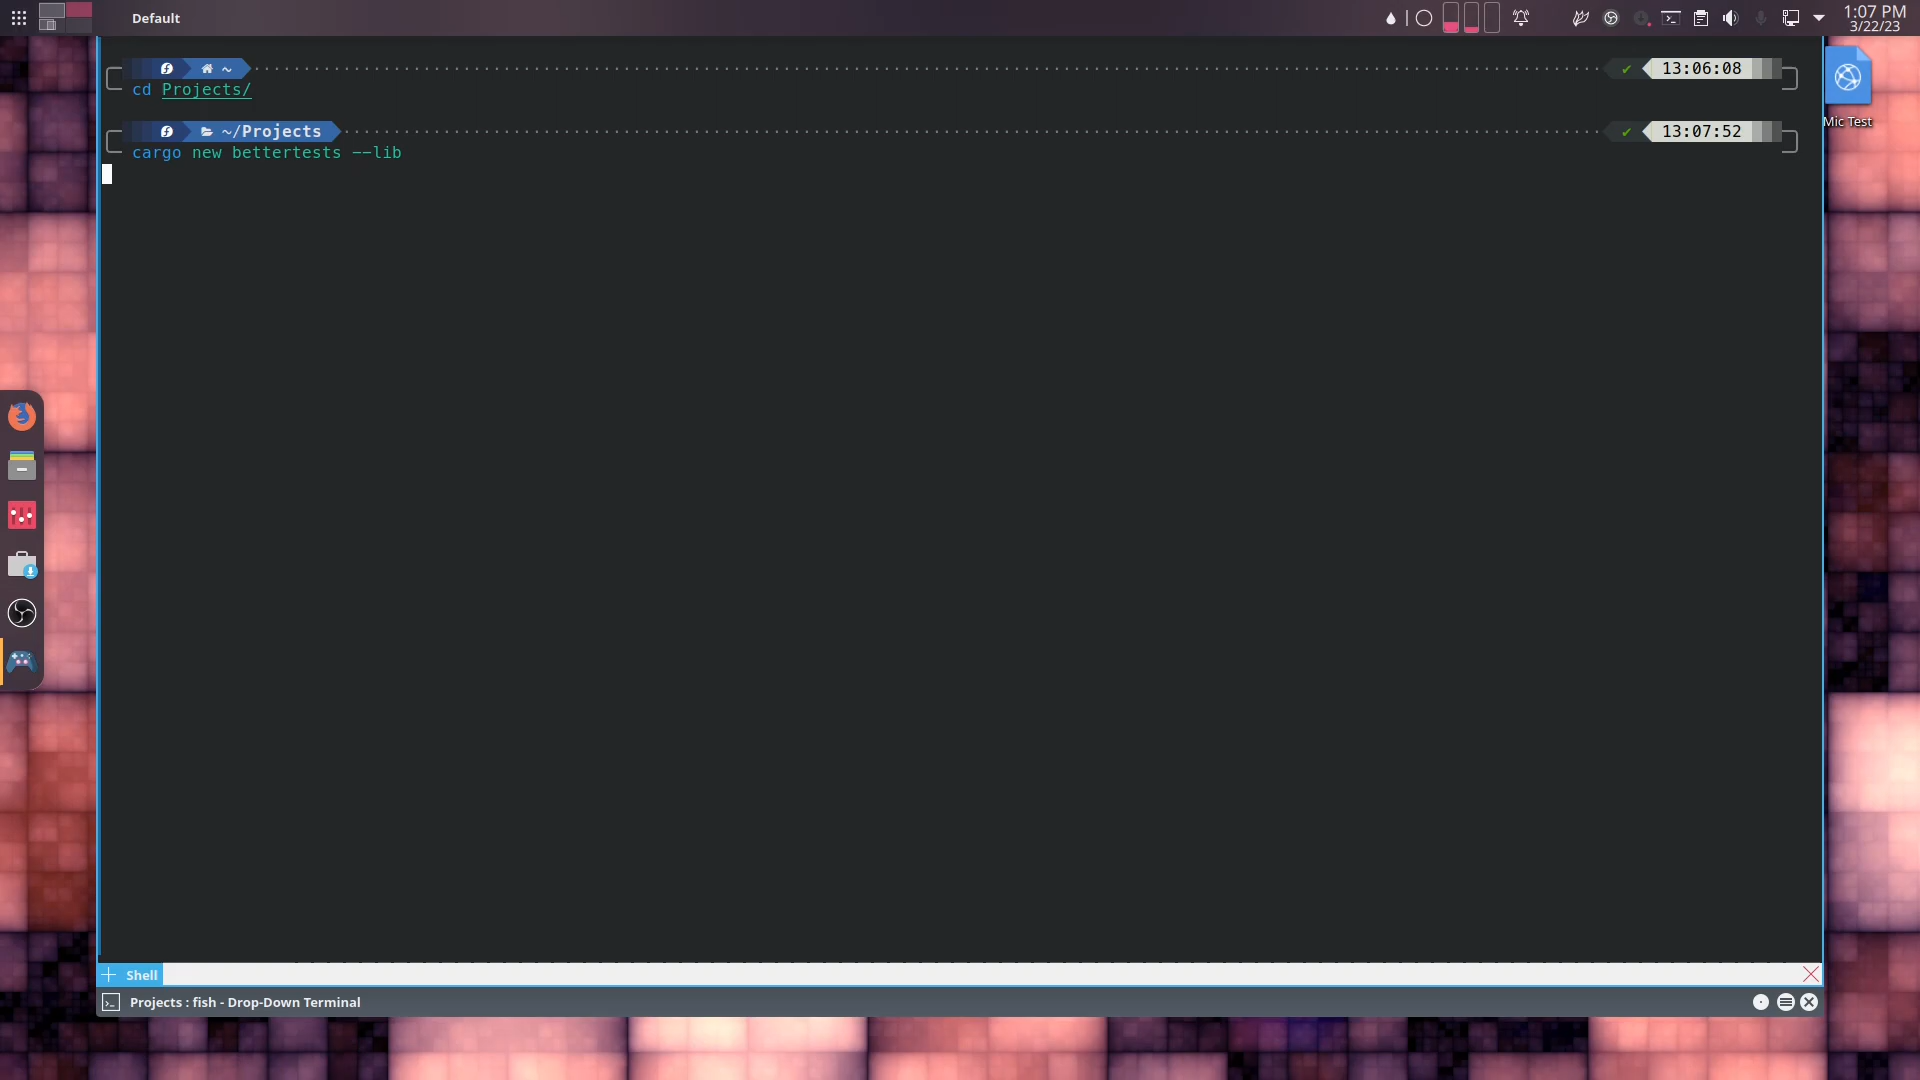 Default
1:07 PM
3/22/23
~
13:06:08
cd Projects/
Mic Test
~/Projects
13:07:52
cargo new bettertests --lib
Shell
Projects : fish - Drop-Down Terminal